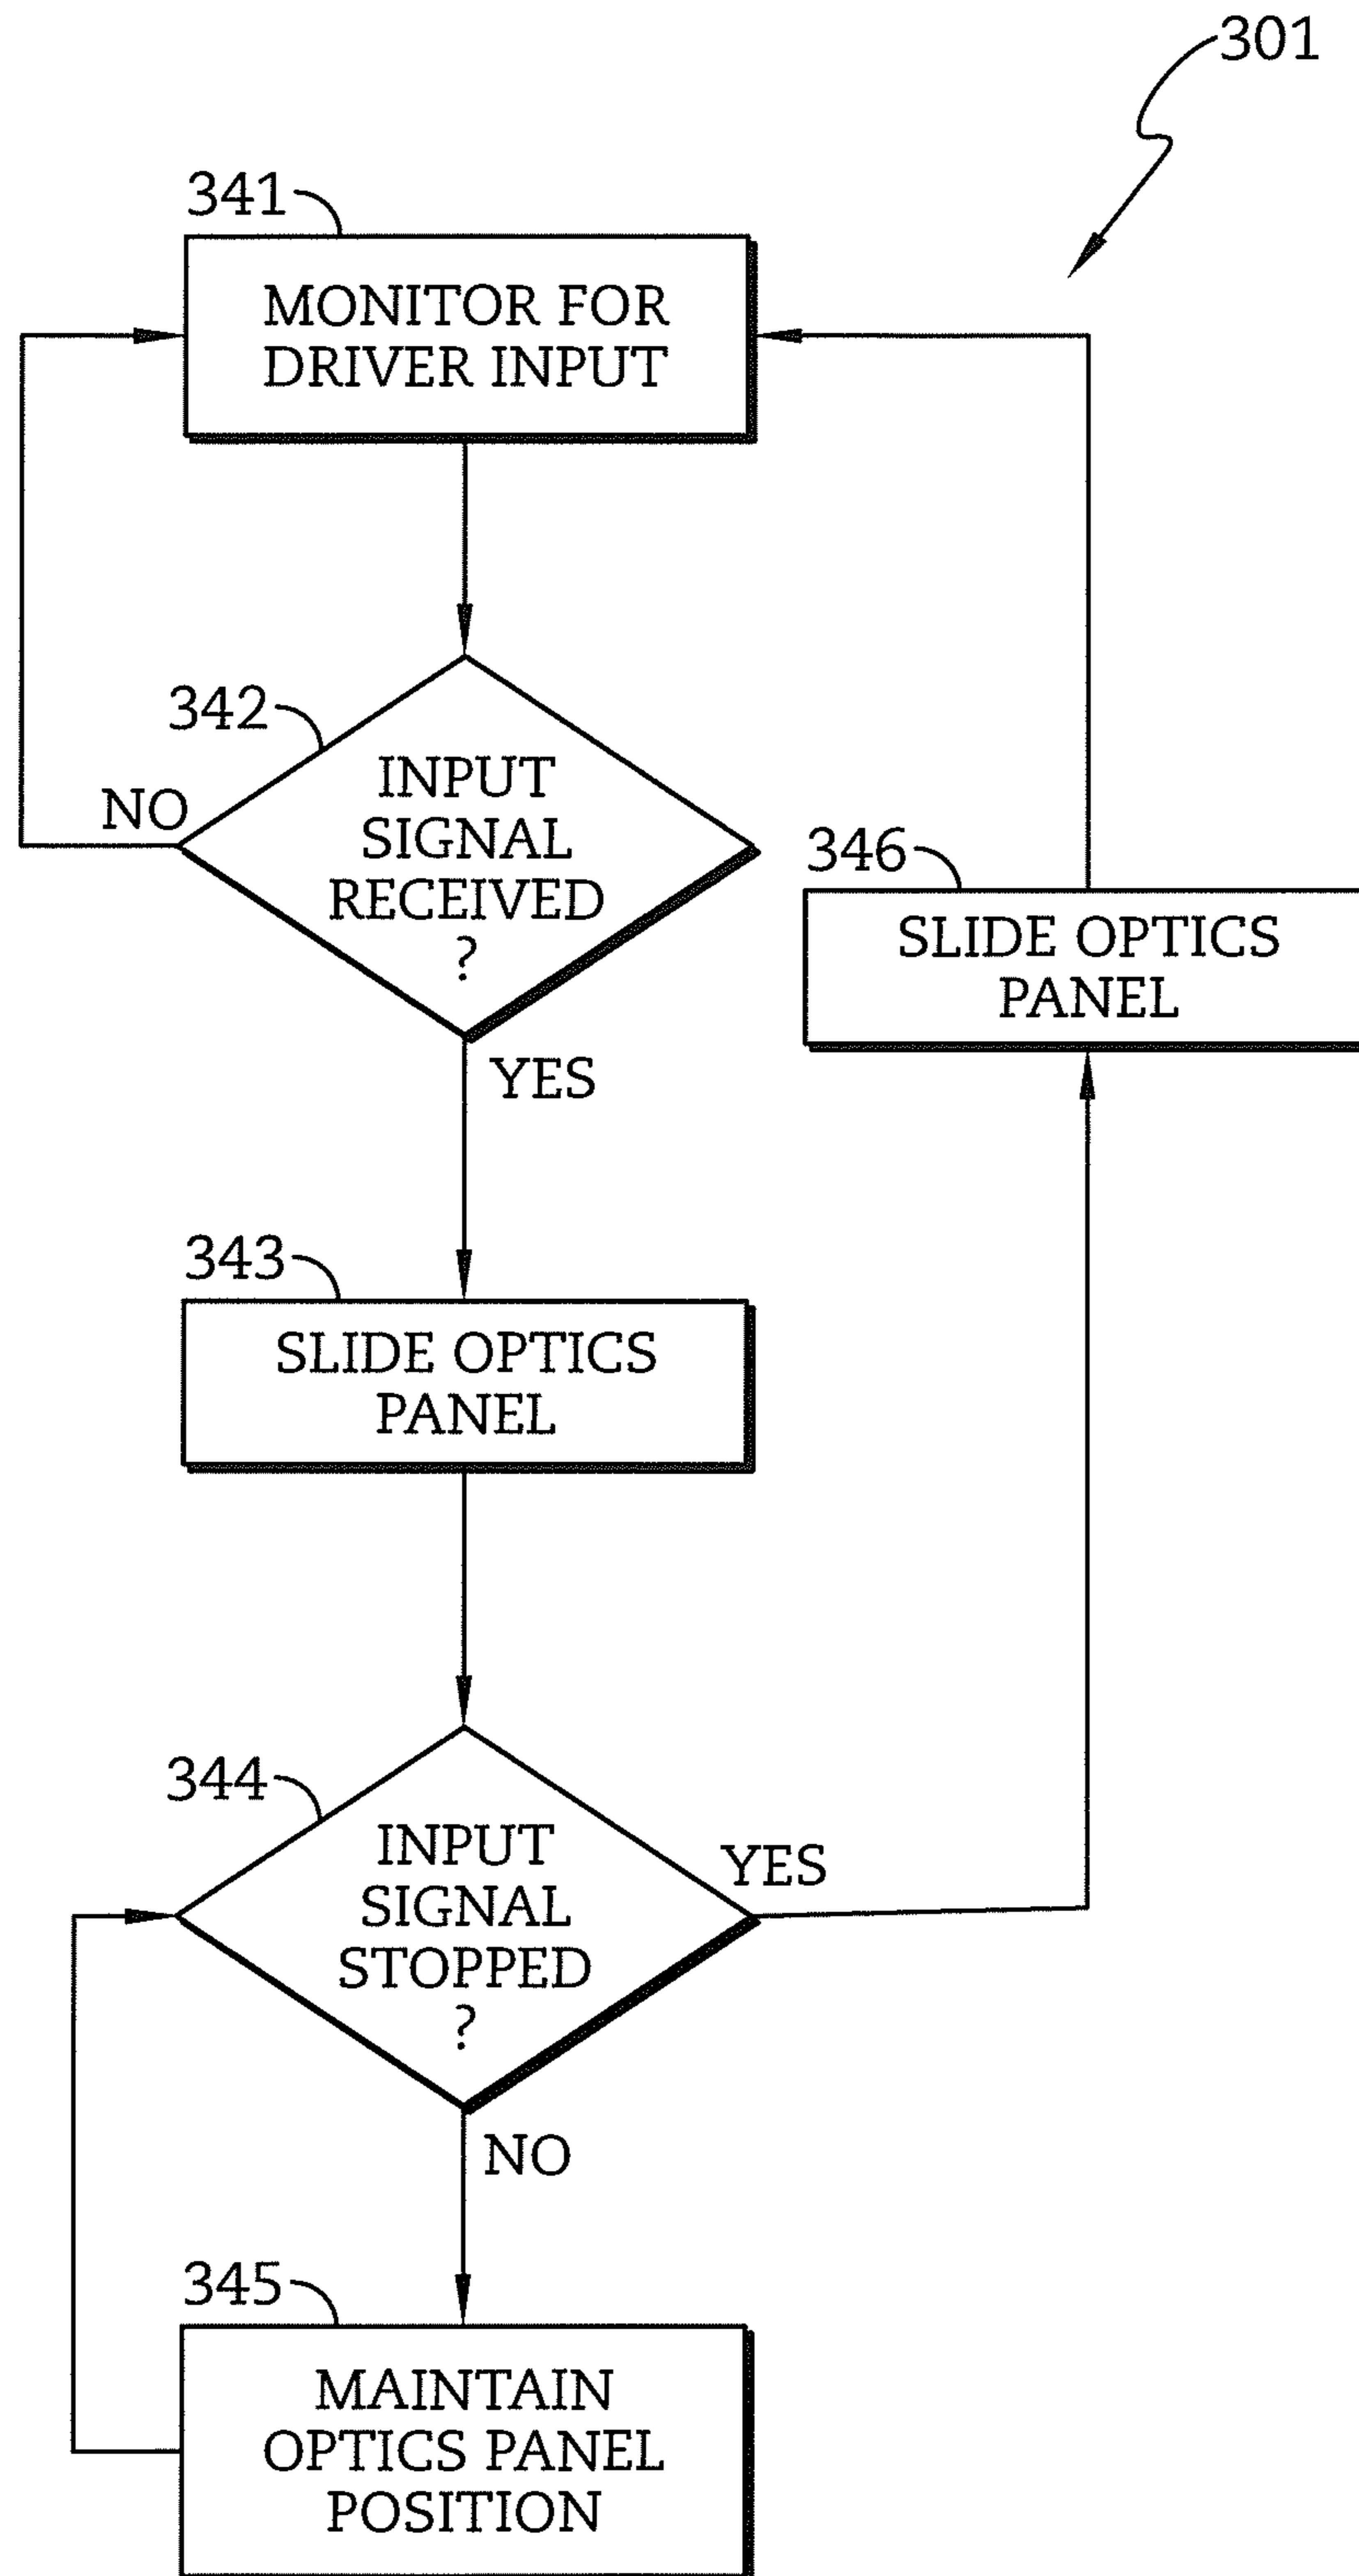 301
341
MONITOR FOR
DRIVER INPUT
342
INPUT
SIGNAL
RECEIVED
?
NO
YES
346
SLIDE OPTICS
PANEL
343
SLIDE OPTICS
PANEL
344
INPUT
SIGNAL
STOPPED
?
YES
NO
345
MAINTAIN
OPTICS PANEL
POSITION